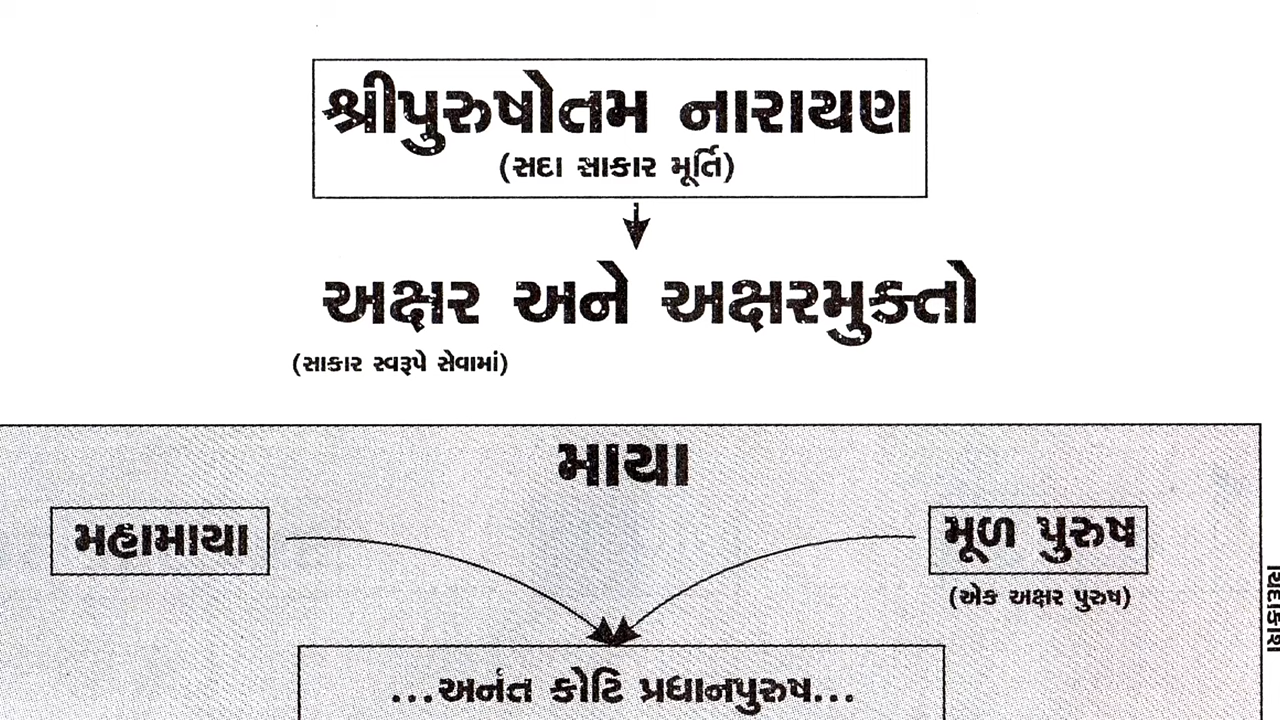 શ્રીપુરુષોતમ નારાયણ
(સદા સાકાર મૂર્તિ)
અક્ષર અને અક્ષરમુક્તો
(સાકાર સ્વરૂપે સેવામાં)
માયા
મહામાયા
મૂળ પુરુષ
(એક અક્ષર પુરુષ)
ચિદાકાશ
...અનંત કોટિ પ્રધાનપુરુષ...